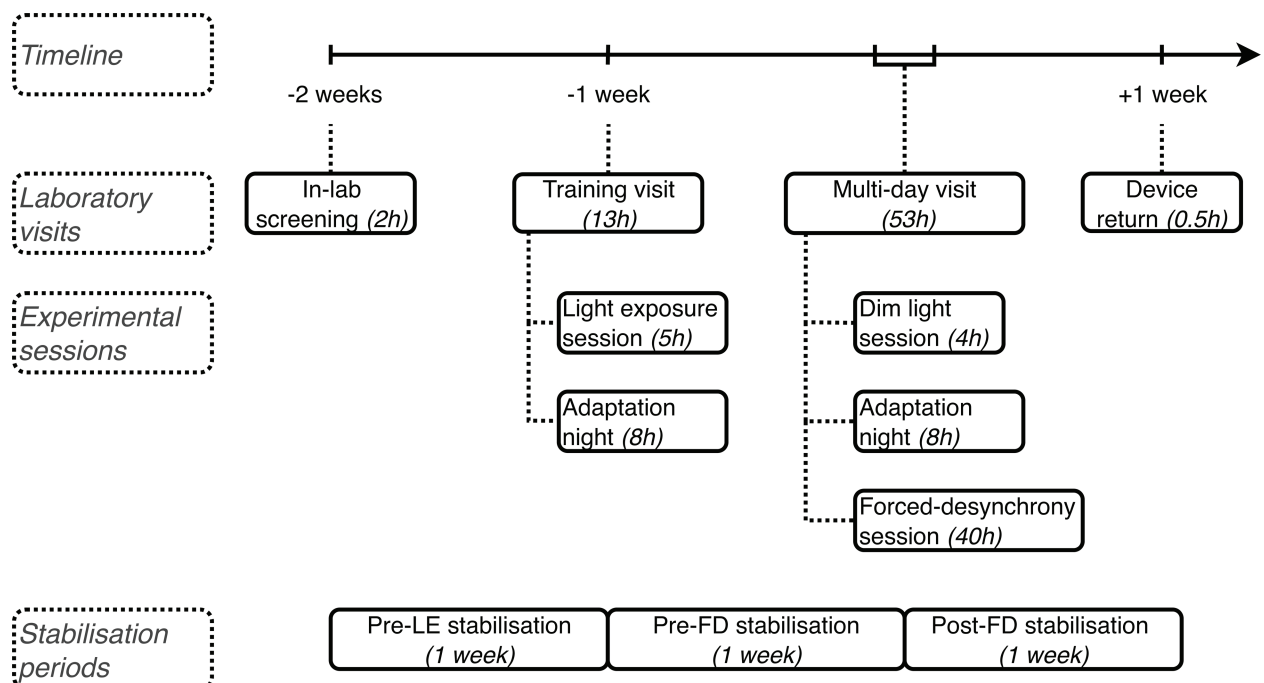 Timeline
-2 weeks
-1 week
+1 week
Laboratory
visits
In-lab
screening (2h)
Training visit
(13h)
Multi-day visit
(53h)
Device
return (0.5h)
Experimental
sessions
Light exposure
session (5h)
Dim light
session (4h)
Adaptation
night (8h)
Adaptation
night (8h)
Forced-desynchrony
session (40h)
Stabilisation
periods
Pre-LE stabilisation
(1 week)
Pre-FD stabilisation
(1 week)
Post-FD stabilisation
(1 week)